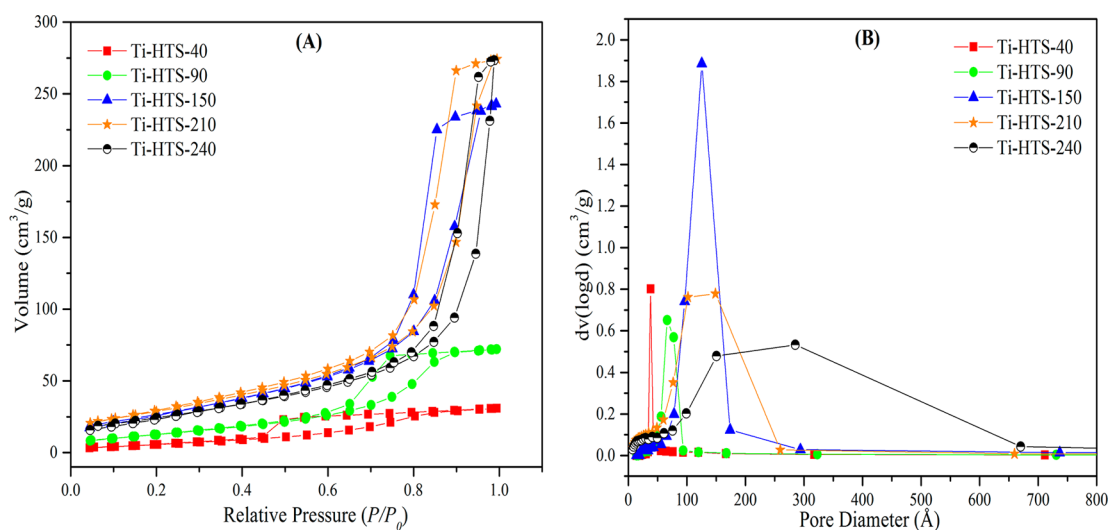 (A)
Ti-HTS-40
Ti-HTS-90
Ti-HTS-150
Ti-HTS-210
Ti-HTS-240
Volume (cm³/g)
300
250
200
150
100
50
0
0.0 0.2 0.4 0.6 0.8 1.0
Relative Pressure (P/P₀)
(B)
Ti-HTS-40
Ti-HTS-90
Ti-HTS-150
Ti-HTS-210
Ti-HTS-240
dv(logd) (cm³/g)
2.0
1.8
1.6
1.4
1.2
1.0
0.8
0.6
0.4
0.2
0.0
0 100 200 300 400 500 600 700 800
Pore Diameter (Å)